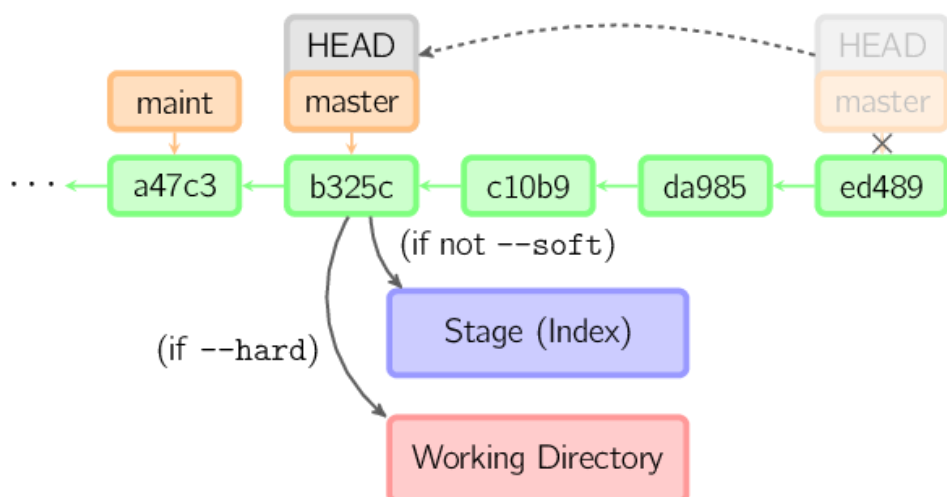 HEAD
HEAD
maint
master
master
...
a47c3
b325c
c10b9
da985
ed489
(if not --soft)
Stage (Index)
(if --hard)
Working Directory